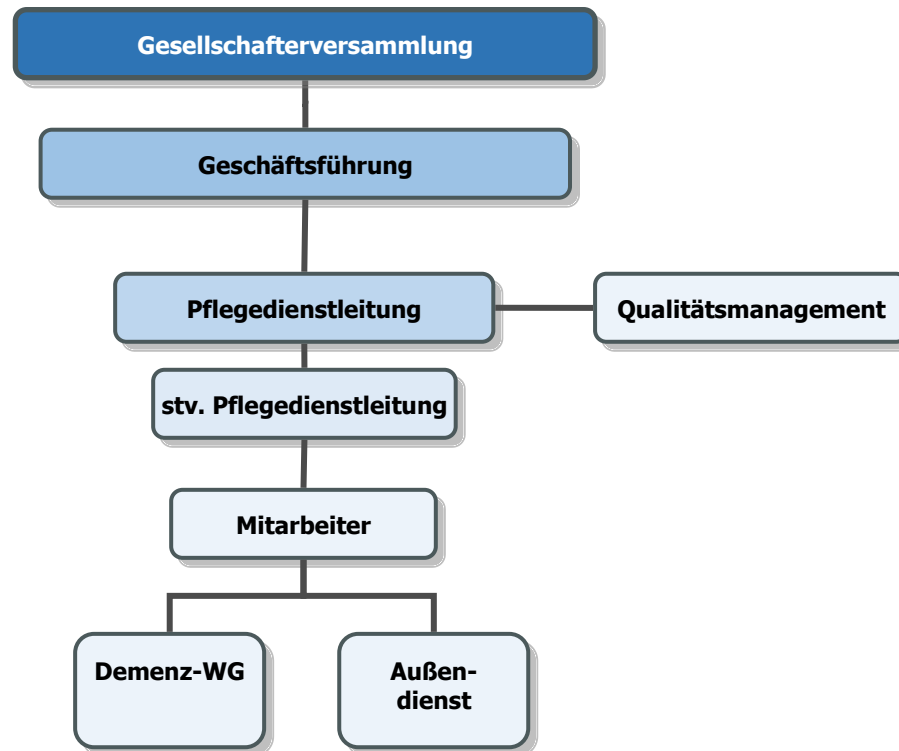 Gesellschafterversammlung
Geschäftsführung
Pflegedienstleitung
Qualitätsmanagement
stv. Pflegedienstleitung
Mitarbeiter
Demenz-WG
Außen-
dienst